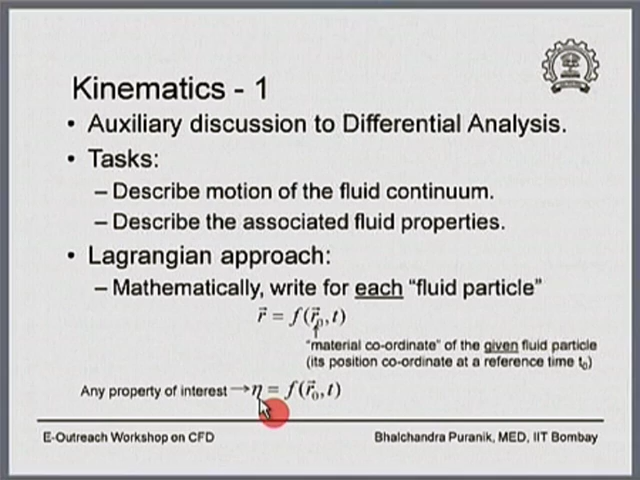 Kinematics - 1
• Auxiliary discussion to Differential Analysis.
• Tasks:
– Describe motion of the fluid continuum.
– Describe the associated fluid properties.
• Lagrangian approach:
– Mathematically, write for each "fluid particle"
r⃗ = f(r⃗₀, t)
"material co-ordinate" of the given fluid particle
(its position co-ordinate at a reference time t₀)
Any property of interest → η = f(r⃗₀, t)
E-Outreach Workshop on CFD
Bhalchandra Puranik, MED, IIT Bombay